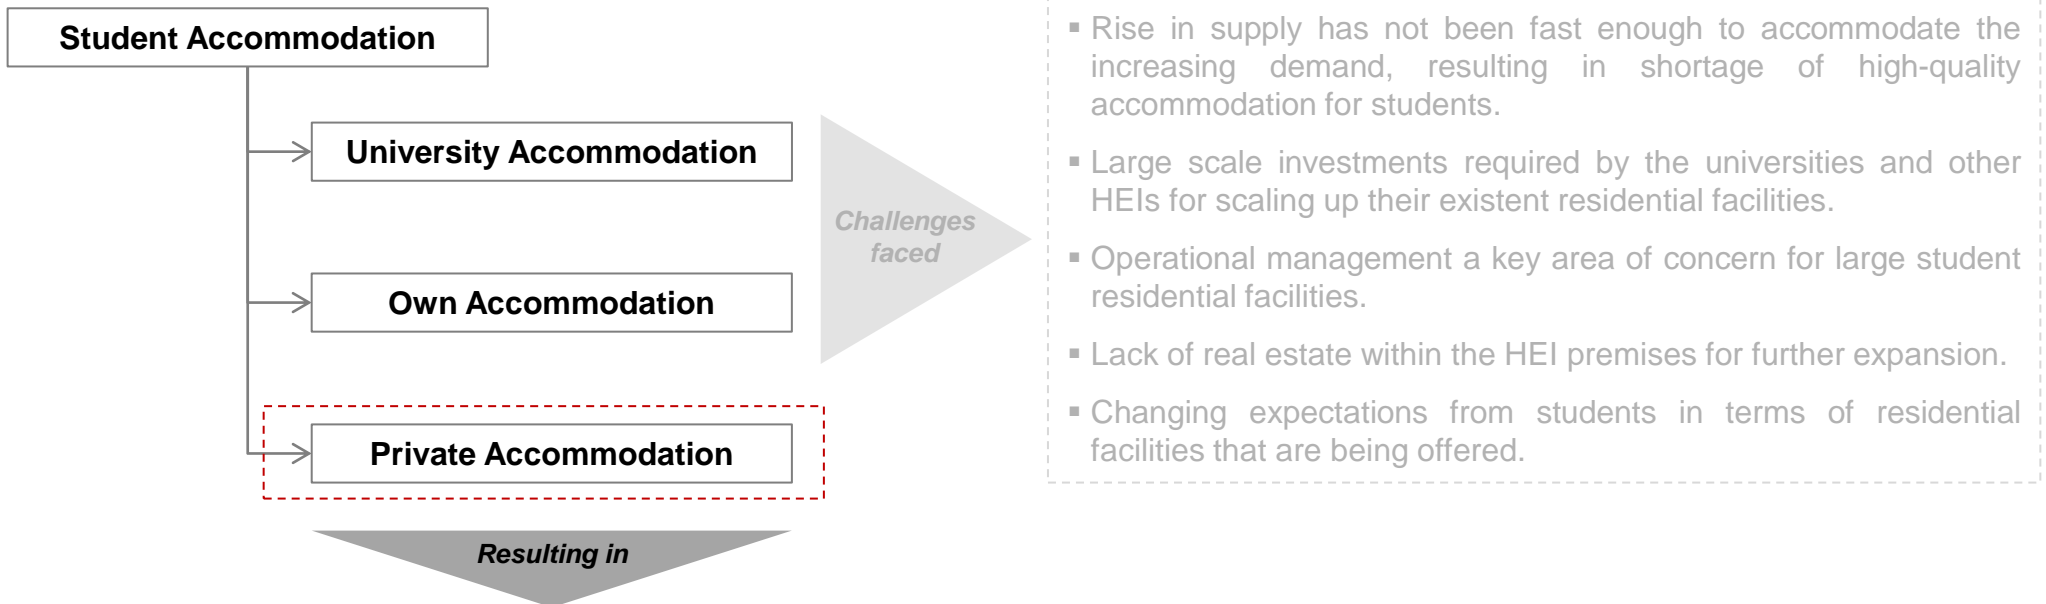 Student Accommodation
University Accommodation
Own Accommodation
Private Accommodation
Resulting in
Challenges
faced
▪ Rise in supply has not been fast enough to accommodate the
increasing demand, resulting in shortage of high-quality
accommodation for students.
▪ Large scale investments required by the universities and other
HEIs for scaling up their existent residential facilities.
▪ Operational management a key area of concern for large student
residential facilities.
▪ Lack of real estate within the HEI premises for further expansion.
▪ Changing expectations from students in terms of residential
facilities that are being offered.